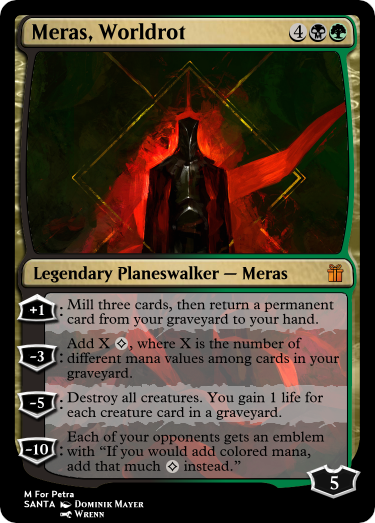 Meras, Worldrot 4
Legendary Planeswalker — Meras
+1: Mill three cards, then return a permanent
card from your graveyard to your hand.
-3: Add X C, where X is the number of
different mana values among cards in your
graveyard.
-5: Destroy all creatures. You gain 1 life for
each creature card in a graveyard.
-10: Each of your opponents gets an emblem
with “If you would add colored mana,
add that much instead.”
5
M For Petra
SANTA Dominik Mayer
Wrenn